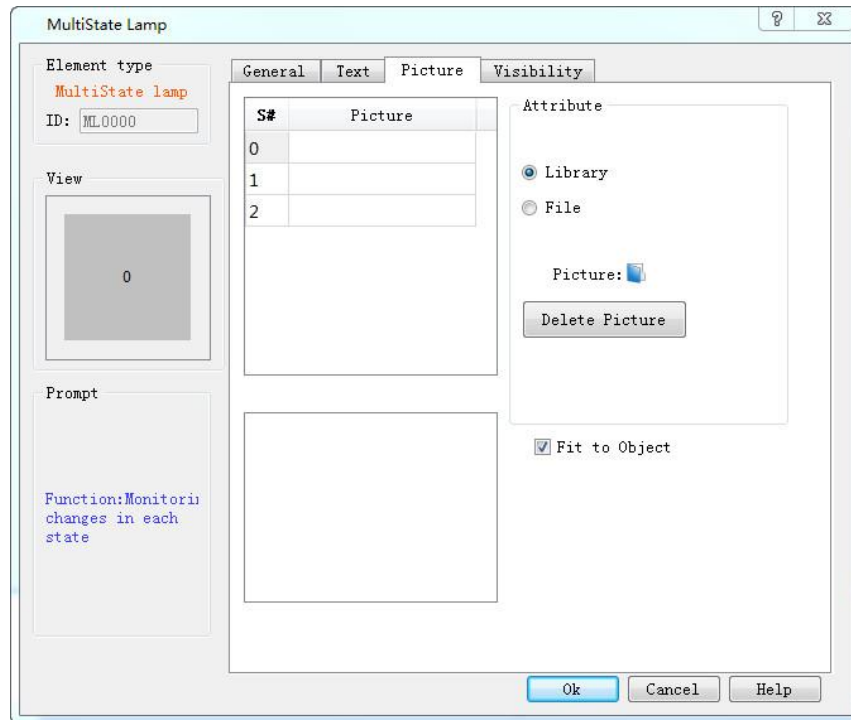 MultiState Lamp
Element type
MultiState lamp
ID: ML0000
View
0
Prompt
Function:Monitorin
changes in each
state
General Text Picture Visibility
S# Picture
0
1
2
Attribute
Library
File
Picture:
Delete Picture
Fit to Object
Ok Cancel Help